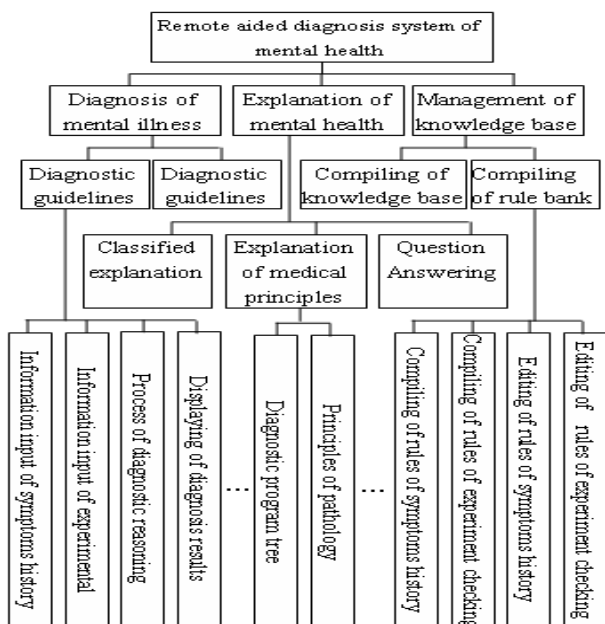 Remote aided diagnosis system of
mental health
Diagnosis of
mental illness
Explanation of
mental health
Management of
knowledge base
Diagnostic
guidelines
Diagnostic
guidelines
Compiling of
knowledge base
Compiling
of rule bank
Classified
explanation
Explanation
of medical
principles
Question
Answering
Information input of symptoms history
Information input of experimental
Process of diagnostic reasoning
Displaying of diagnosis results
...
Diagnostic program tree
Principles of pathology
...
Compiling of rules of symptoms history
Compiling of rules of experiment checking
Editing of rules of symptoms history
Editing of rules of experiment checking